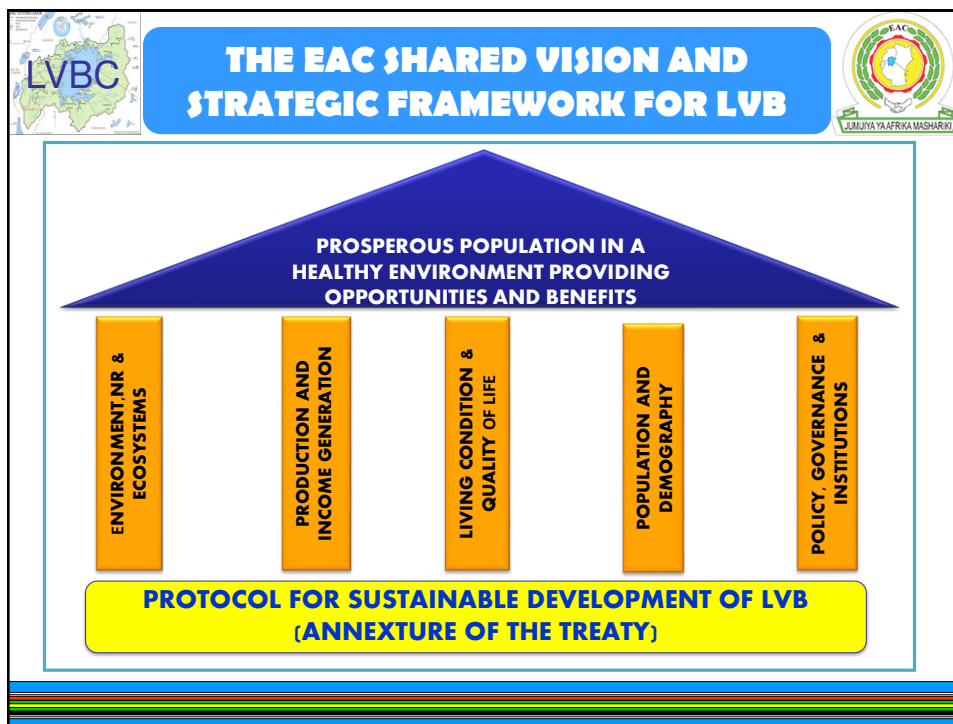 LVBC
THE EAC SHARED VISION AND
STRATEGIC FRAMEWORK FOR LVB
EAC
JUMUIYA YA AFRIKA MASHARIKI
PROSPEROUS POPULATION IN A
HEALTHY ENVIRONMENT PROVIDING
OPPORTUNITIES AND BENEFITS
ENVIRONMENT,NR &
ECOSYSTEMS
PRODUCTION AND
INCOME GENERATION
LIVING CONDITION &
QUALITY OF LIFE
POPULATION AND
DEMOGRAPHY
POLICY, GOVERNANCE &
INSTITUTIONS
PROTOCOL FOR SUSTAINABLE DEVELOPMENT OF LVB
(ANNEXTURE OF THE TREATY)